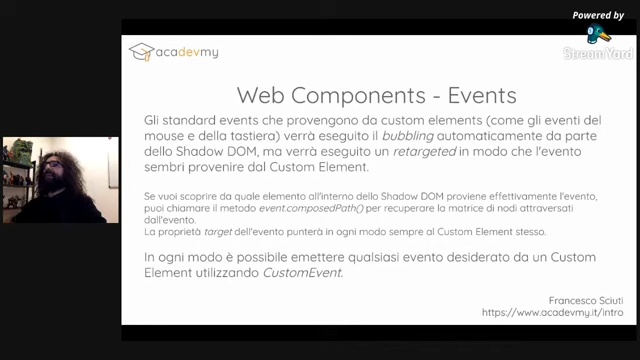 Powered by
StreamYard
acadevmy
Web Components - Events
Gli standard events che provengono da custom elements (come gli eventi del
mouse e della tastiera) verrà eseguito il bubbling automaticamente da parte
dello Shadow DOM, ma verrà eseguito un retargeted in modo che l'evento
sembri provenire dal Custom Element.
Se vuoi scoprire da quale elemento all'interno dello Shadow DOM proviene effettivamente l'evento,
puoi chiamare il metodo event.composedPath() per recuperare la matrice di nodi attraversati
dall'evento.
La proprietà target dell'evento punterà in ogni modo sempre al Custom Element stesso.
In ogni modo è possibile emettere qualsiasi evento desiderato da un Custom
Element utilizzando CustomEvent.
Francesco Sciuti
https://www.acadevmy.it/intro